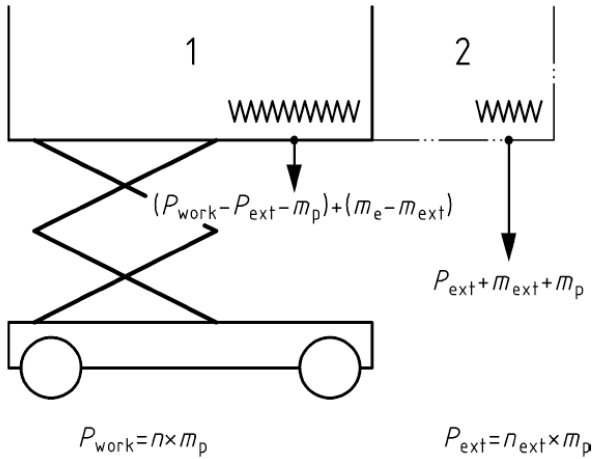 1
2
(P_work – P_ext – m_p) + (m_e – m_ext)
P_ext + m_ext + m_p
P_work = n × m_p
P_ext = n_ext × m_p